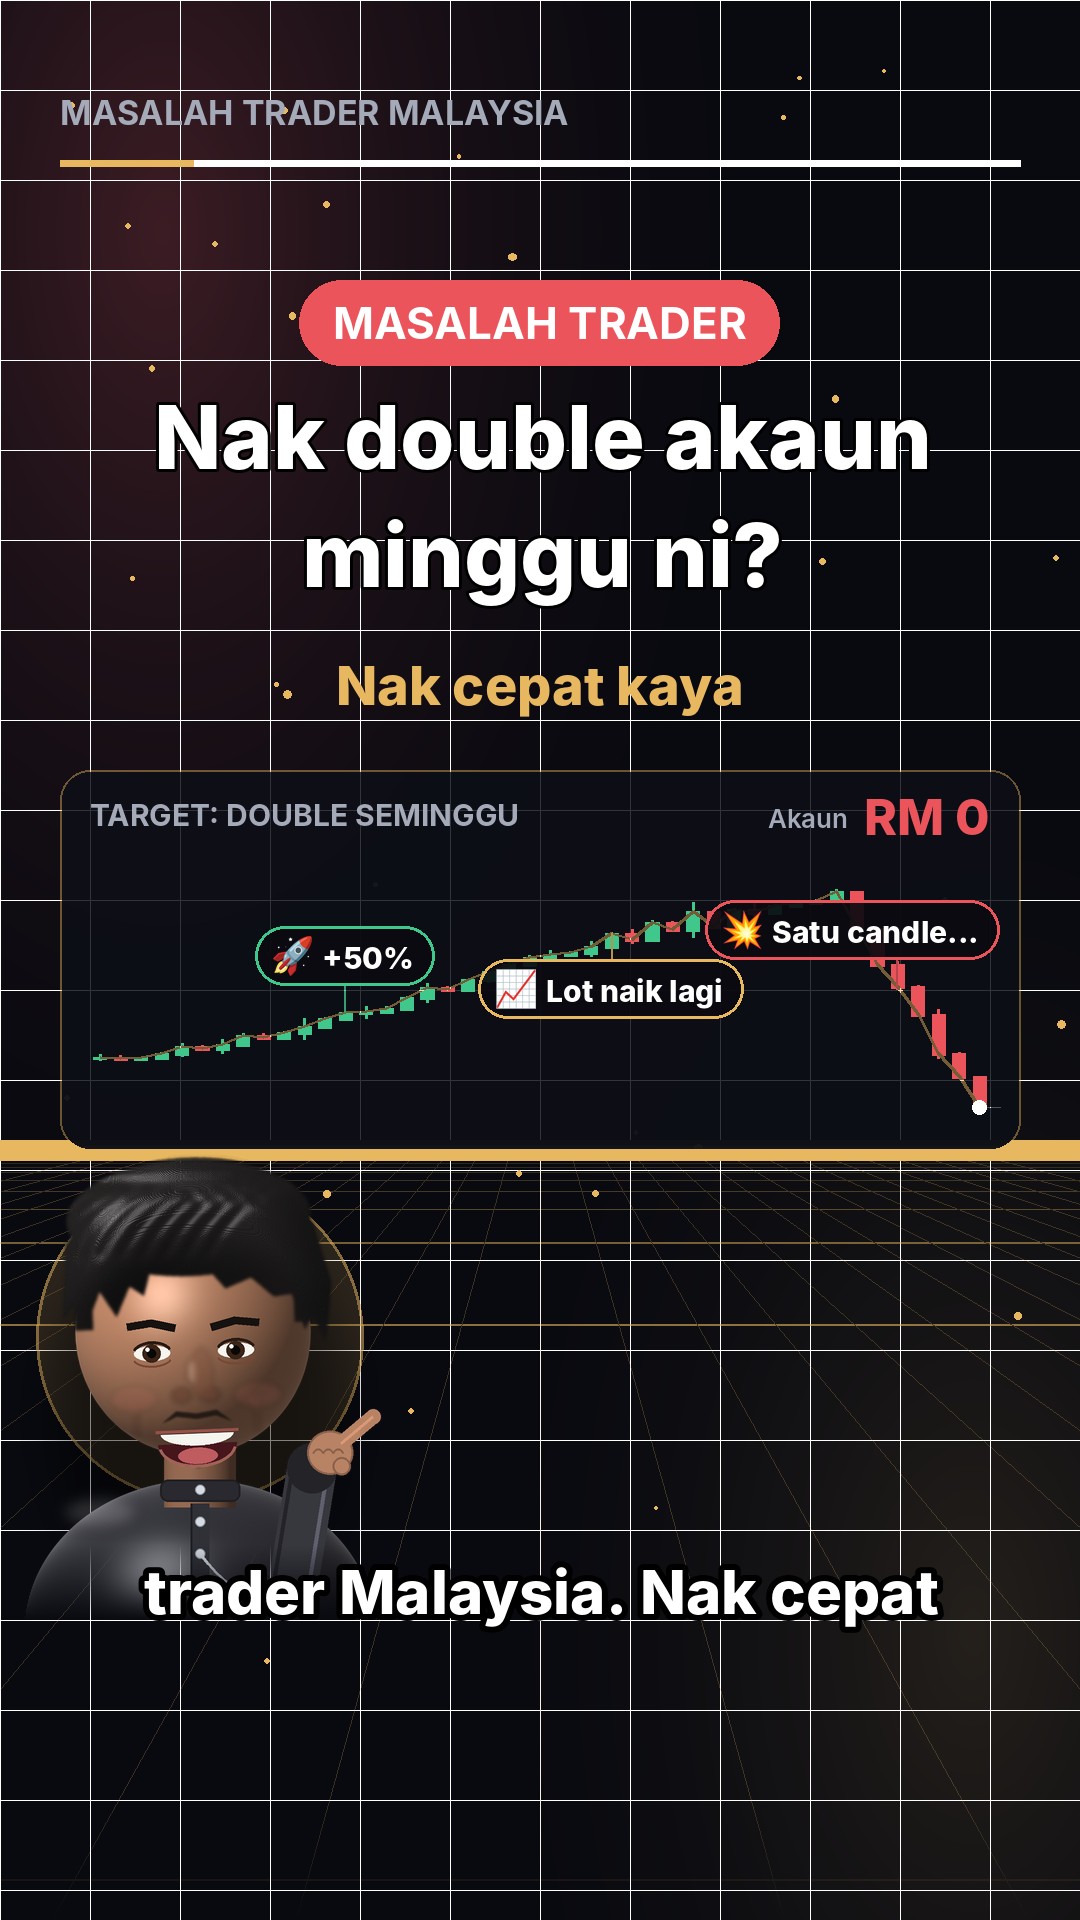 MASALAH TRADER MALAYSIA
MASALAH TRADER
Nak double akaun
minggu ni?
Nak cepat kaya
TARGET: DOUBLE SEMINGGU
Akaun RM 0
+50%
Satu candle...
Lot naik lagi
trader Malaysia. Nak cepat